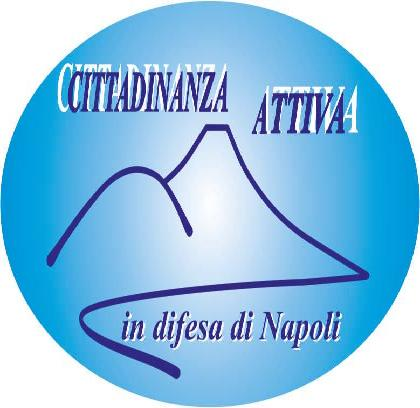 CITTADINANZA ATTIVA
in difesa di Napoli